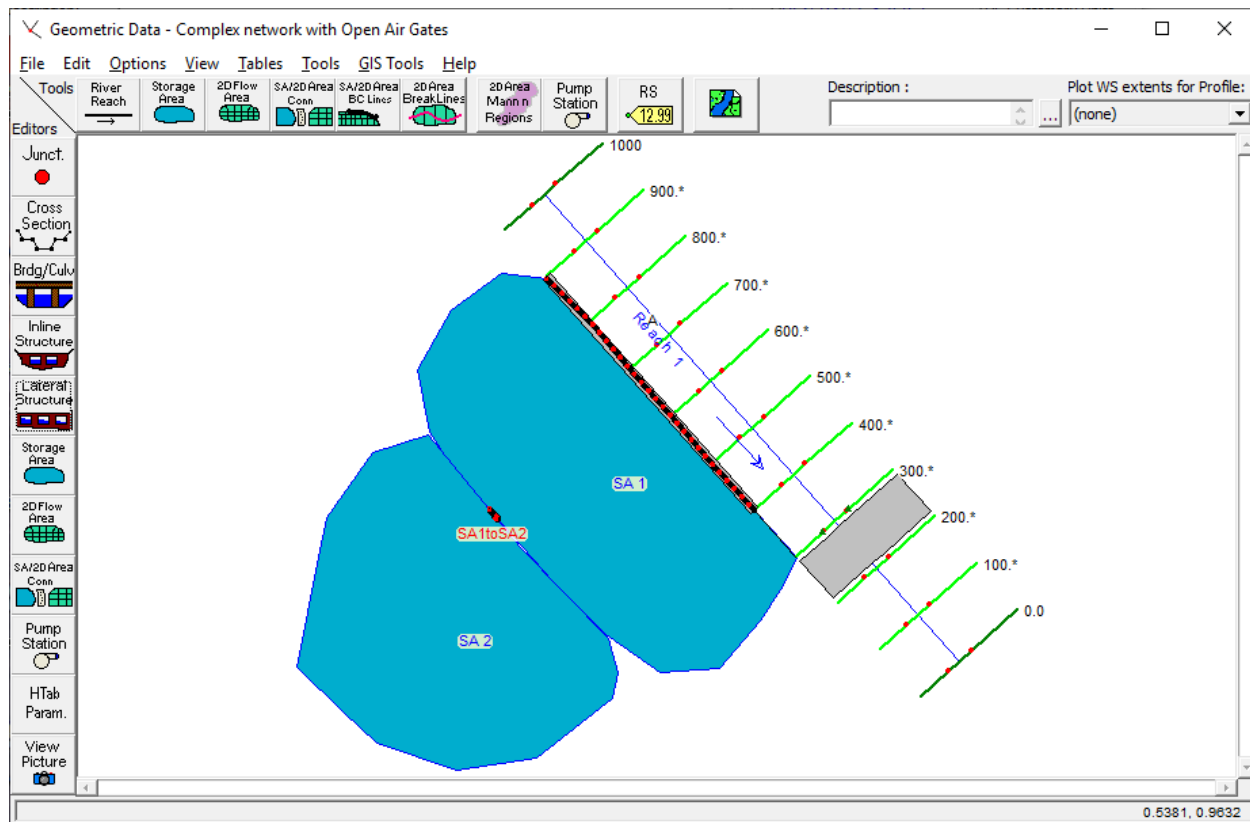 Geometric Data - Complex network with Open Air Gates
File Edit Options View Tables Tools GIS Tools Help
Tools
Editors
River
Reach
Storage
Area
2D Flow
Area
SA/2D Area
Conn
SA/2D Area
BC Lines
2D Area
BreakLines
2D Area
Mann n
Regions
Pump
Station
RS
12.99
Description :
...
Plot WS extents for Profile:
(none)
Junct.
Cross
Section
Brdg/Culv
Inline
Structure
Lateral
Structure
Storage
Area
2D Flow
Area
SA/2D Area
Conn
Pump
Station
HTab
Param.
View
Picture
1000
900.*
800.*
700.*
600.*
500.*
400.*
300.*
200.*
100.*
0.0
A
Reach 1
SA 1
SA1toSA2
SA 2
0.5381, 0.9632